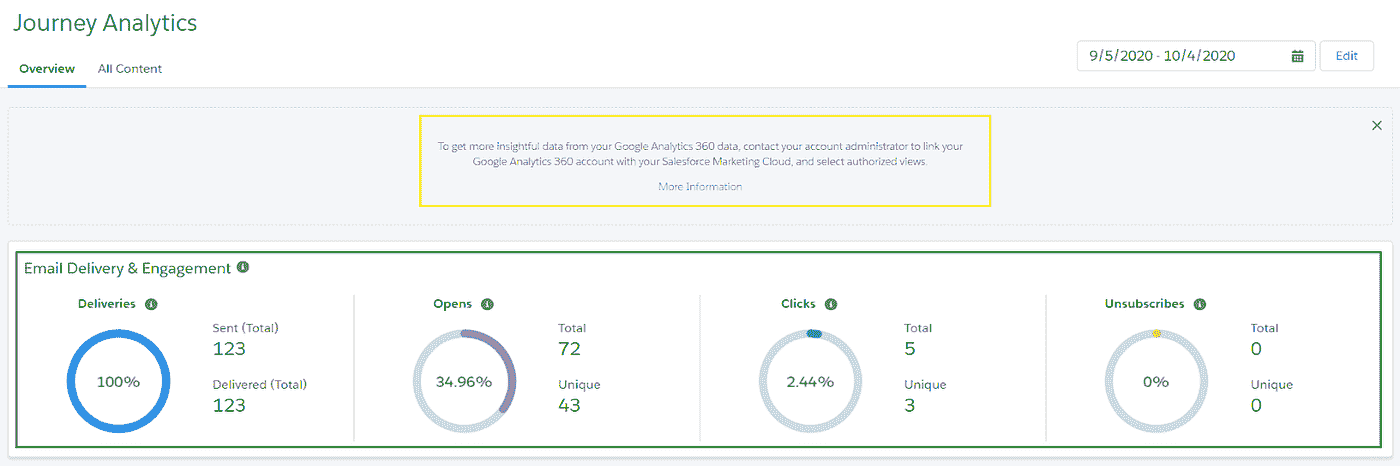 Journey Analytics
9/5/2020 - 10/4/2020
Edit
Overview
All Content
To get more insightful data from your Google Analytics 360 data, contact your account administrator to link your
Google Analytics 360 account with your Salesforce Marketing Cloud, and select authorized views.
More Information
Email Delivery & Engagement
Deliveries
100%
Sent (Total)
123
Delivered (Total)
123
Opens
34.96%
Total
72
Unique
43
Clicks
2.44%
Total
5
Unique
3
Unsubscribes
0%
Total
0
Unique
0